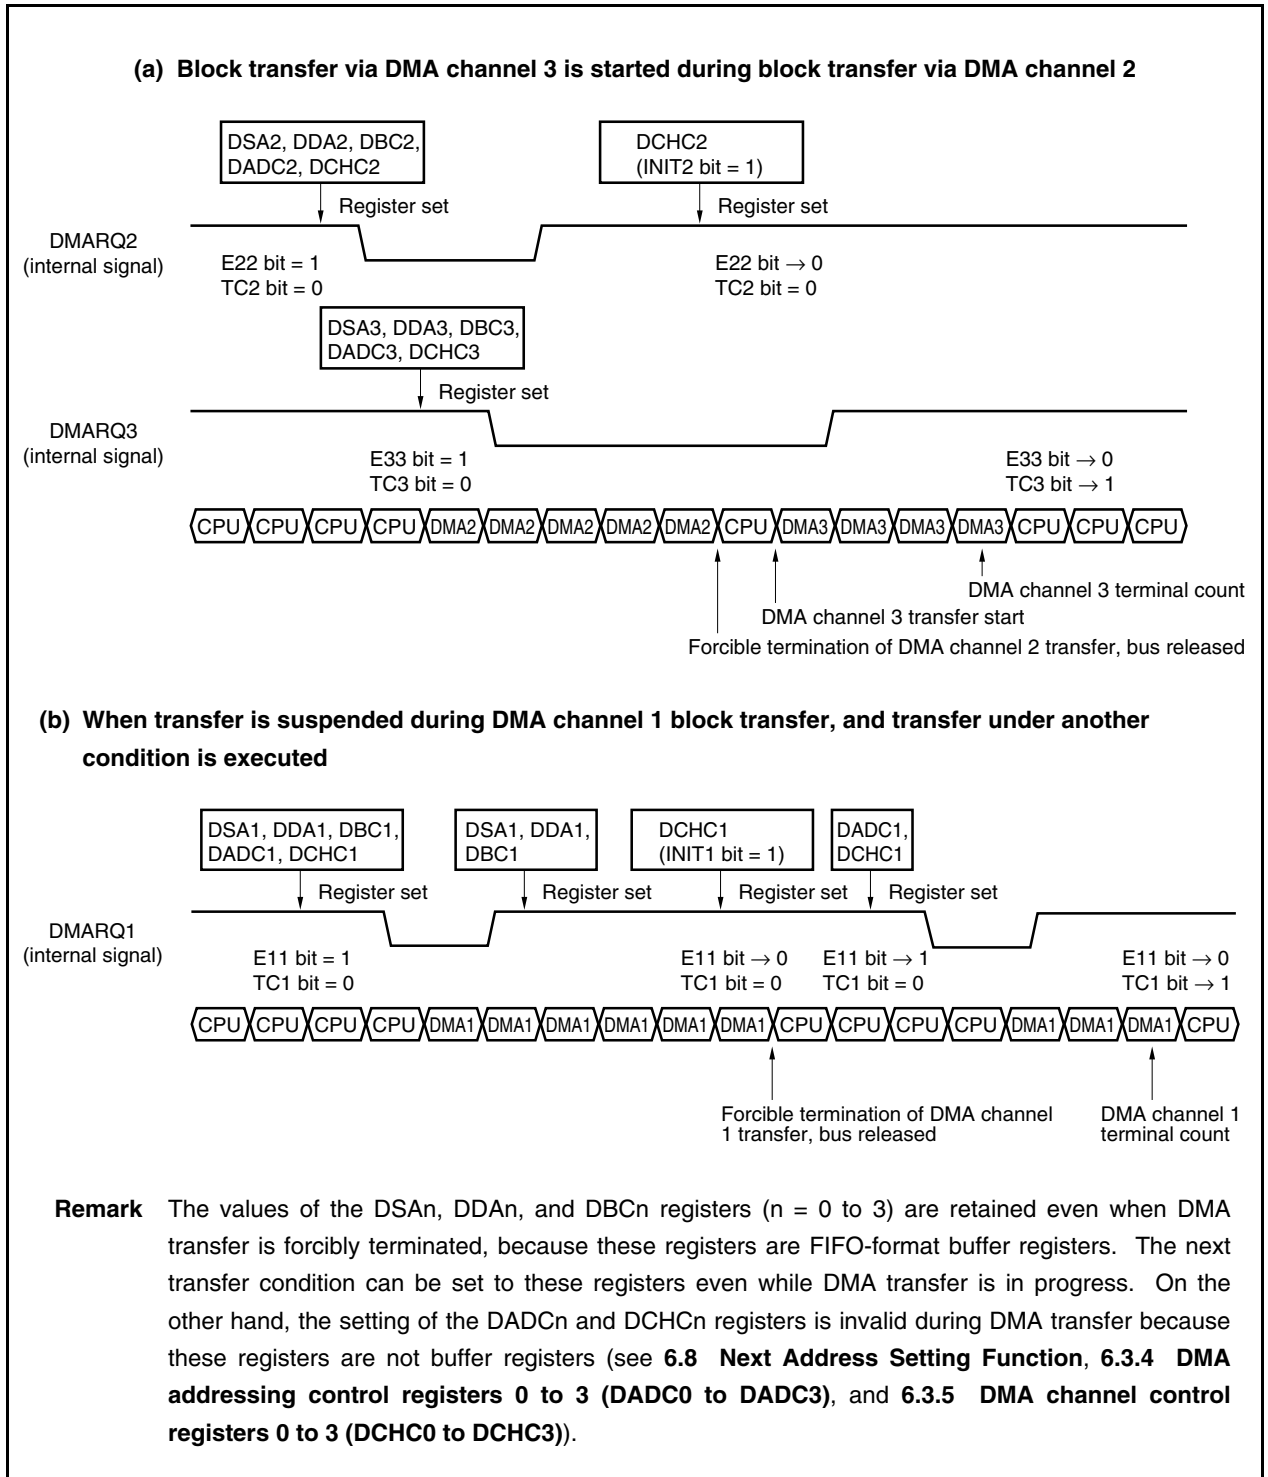 (a) Block transfer via DMA channel 3 is started during block transfer via DMA channel 2
DSA2, DDA2, DBC2,
DADC2, DCHC2
DCHC2
(INIT2 bit = 1)
Register set
Register set
DMARQ2
(internal signal)
E22 bit = 1
TC2 bit = 0
E22 bit → 0
TC2 bit = 0
DSA3, DDA3, DBC3,
DADC3, DCHC3
Register set
DMARQ3
(internal signal)
E33 bit = 1
TC3 bit = 0
E33 bit → 0
TC3 bit → 1
CPU CPU CPU CPU DMA2 DMA2 DMA2 DMA2 DMA2 CPU DMA3 DMA3 DMA3 DMA3 CPU CPU CPU
DMA channel 3 terminal count
DMA channel 3 transfer start
Forcible termination of DMA channel 2 transfer, bus released
(b) When transfer is suspended during DMA channel 1 block transfer, and transfer under another
condition is executed
DSA1, DDA1, DBC1,
DADC1, DCHC1
DSA1, DDA1,
DBC1
DCHC1
(INIT1 bit = 1)
DADC1,
DCHC1
Register set
Register set
Register set
Register set
DMARQ1
(internal signal)
E11 bit = 1
TC1 bit = 0
E11 bit → 0
TC1 bit = 0
E11 bit → 1
TC1 bit = 0
E11 bit → 0
TC1 bit → 1
CPU CPU CPU CPU DMA1 DMA1 DMA1 DMA1 DMA1 DMA1 CPU CPU CPU CPU DMA1 DMA1 DMA1 CPU
Forcible termination of DMA channel
1 transfer, bus released
DMA channel 1
terminal count
Remark The values of the DSAn, DDAn, and DBCn registers (n = 0 to 3) are retained even when DMA
transfer is forcibly terminated, because these registers are FIFO-format buffer registers. The next
transfer condition can be set to these registers even while DMA transfer is in progress. On the
other hand, the setting of the DADCn and DCHCn registers is invalid during DMA transfer because
these registers are not buffer registers (see 6.8 Next Address Setting Function, 6.3.4 DMA
addressing control registers 0 to 3 (DADC0 to DADC3), and 6.3.5 DMA channel control
registers 0 to 3 (DCHC0 to DCHC3)).